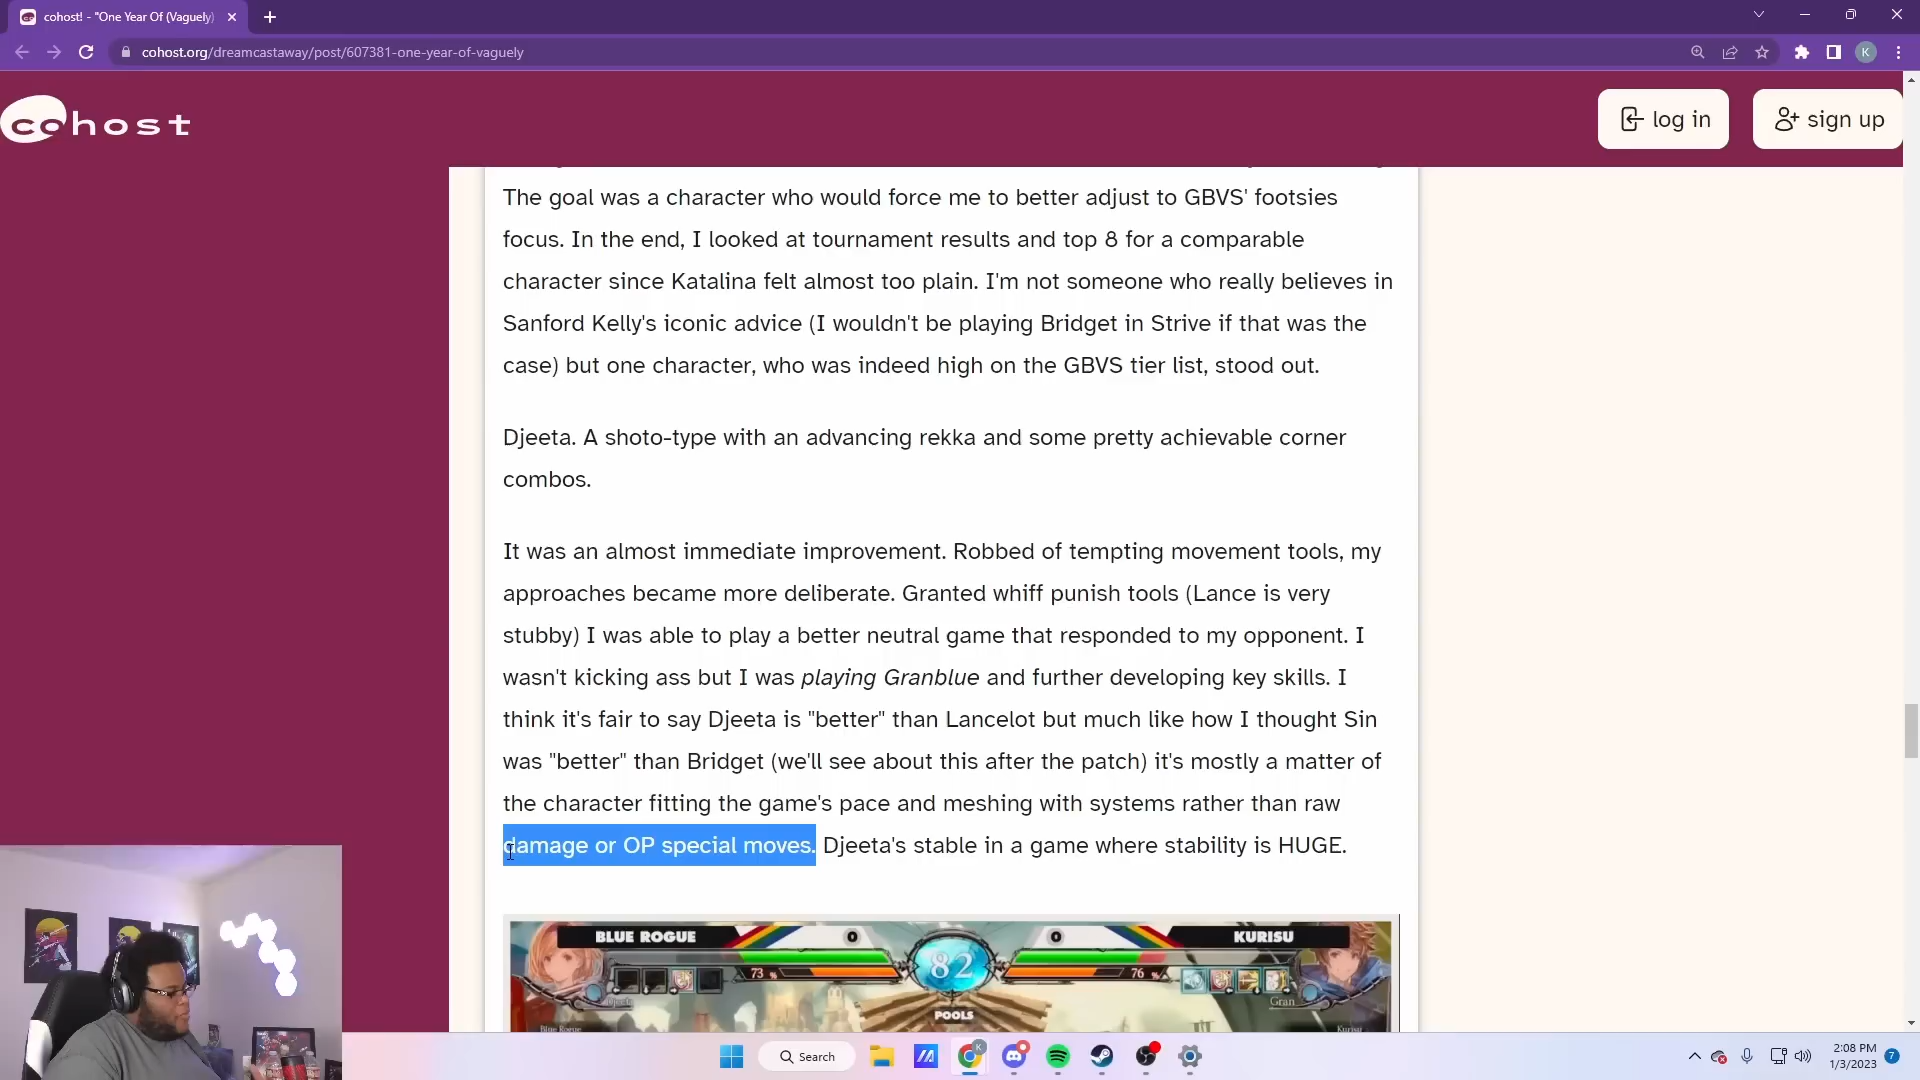 cohost! - "One Year Of (Vaguely)
cohost.org/dreamcastaway/post/607381-one-year-of-vaguely
K
cohost
log in
sign up
The goal was a character who would force me to better adjust to GBVS' footsies
focus. In the end, I looked at tournament results and top 8 for a comparable
character since Katalina felt almost too plain. I'm not someone who really believes in
Sanford Kelly's iconic advice (I wouldn't be playing Bridget in Strive if that was the
case) but one character, who was indeed high on the GBVS tier list, stood out.
Djeeta. A shoto-type with an advancing rekka and some pretty achievable corner
combos.
It was an almost immediate improvement. Robbed of tempting movement tools, my
approaches became more deliberate. Granted whiff punish tools (Lance is very
stubby) I was able to play a better neutral game that responded to my opponent. I
wasn't kicking ass but I was playing Granblue and further developing key skills. I
think it's fair to say Djeeta is "better" than Lancelot but much like how I thought Sin
was "better" than Bridget (we'll see about this after the patch) it's mostly a matter of
the character fitting the game's pace and meshing with systems rather than raw
damage or OP special moves. Djeeta's stable in a game where stability is HUGE.
BLUE ROGUE 0 82 0 KURISU
73 % 76 %
Djeeta Gran
POOLS
Blue Rogue Kurisu
Search
K
2:08 PM
1/3/2023
7